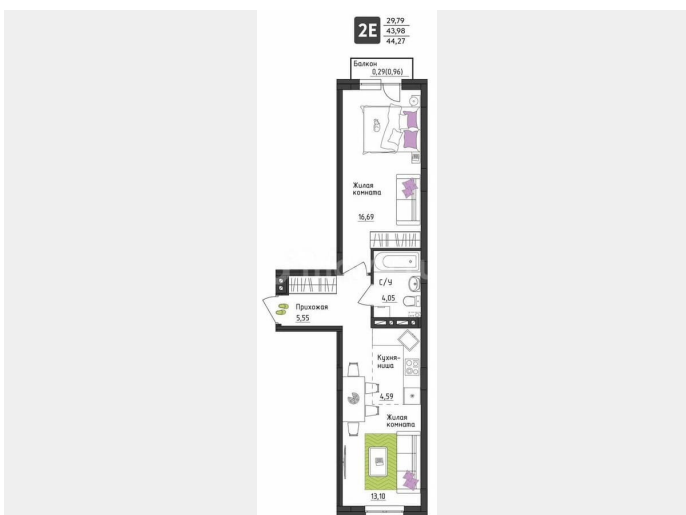 2Е
29,79
43,98
44,27
Балкон
0,29(0,96)
Жилая
комната
16,69
С/У
4,05
Прихожая
5,55
Кухня-
ниша
4,59
Жилая
комната
13,10